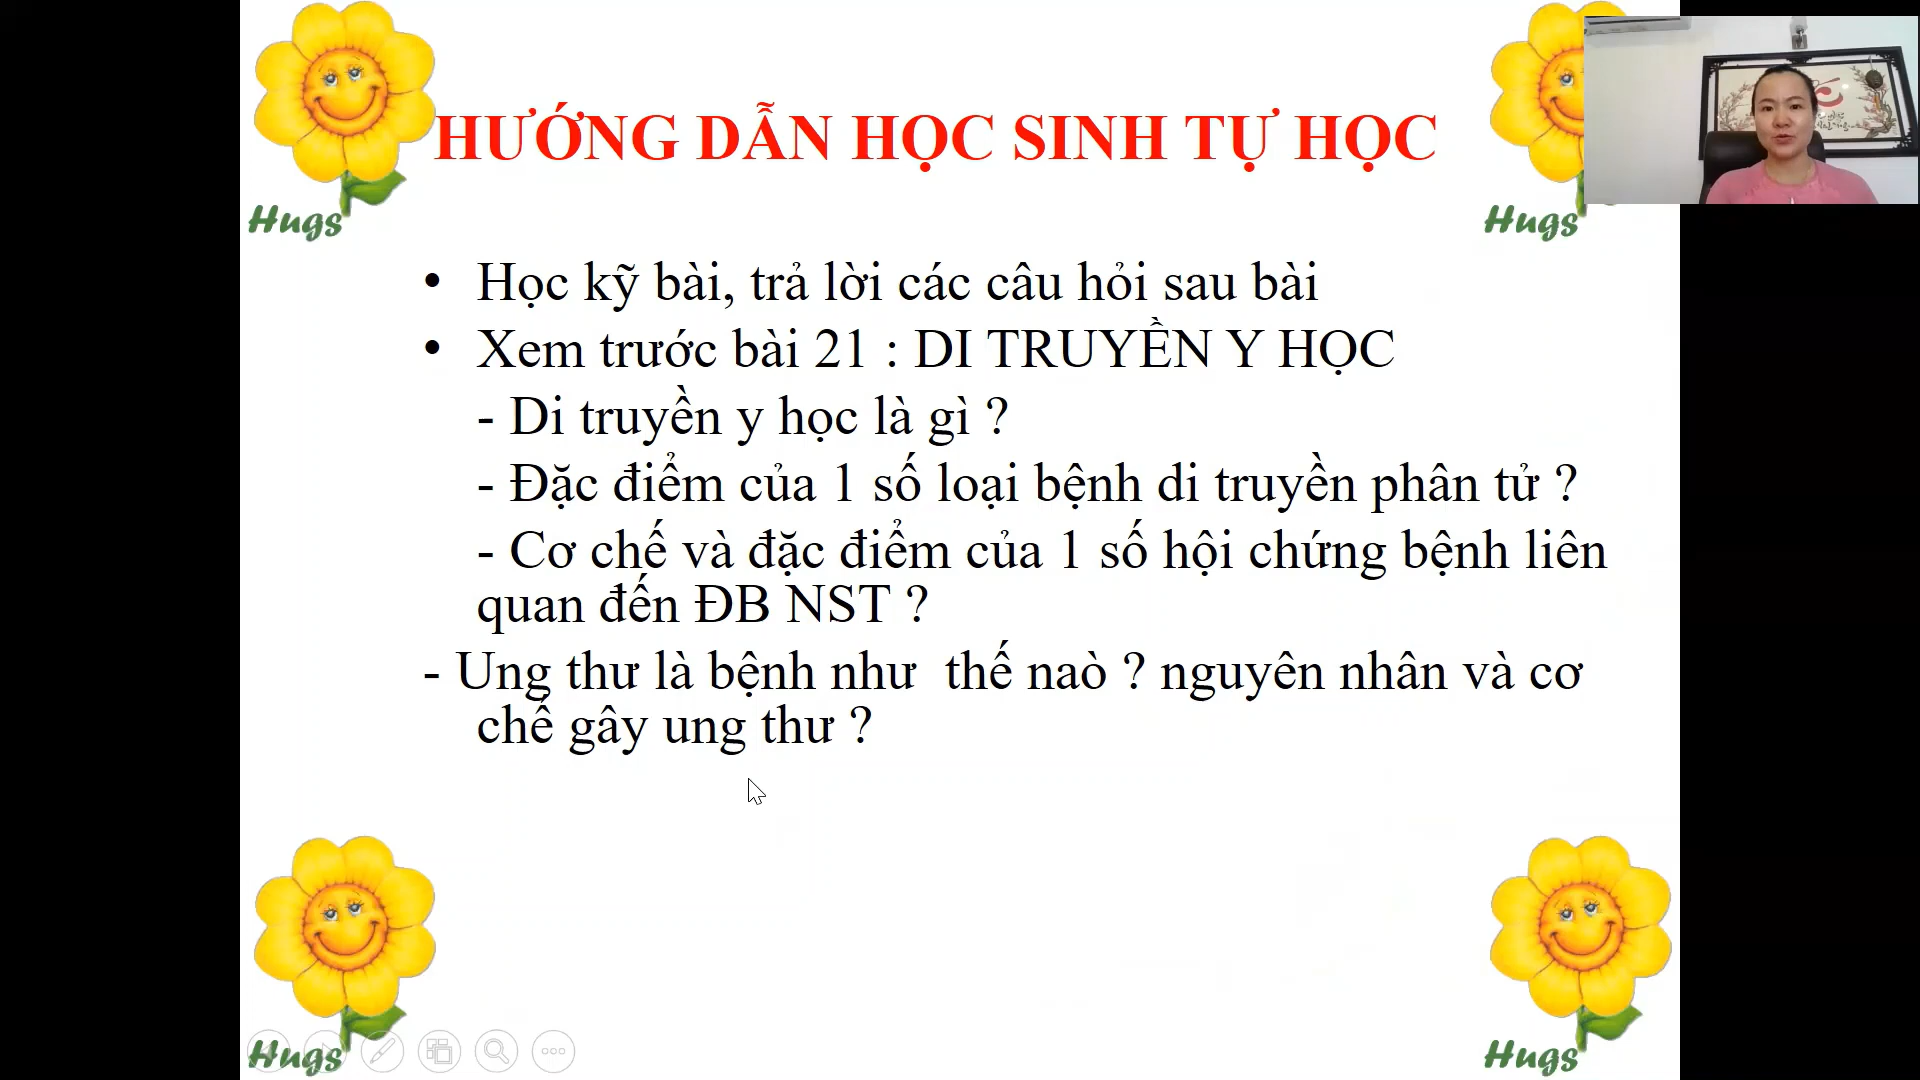 HƯỚNG DẪN HỌC SINH TỰ HỌC
Hugs
Hugs
• Học kỹ bài, trả lời các câu hỏi sau bài
• Xem trước bài 21 : DI TRUYỀN Y HỌC
- Di truyền y học là gì ?
- Đặc điểm của 1 số loại bệnh di truyền phân tử ?
- Cơ chế và đặc điểm của 1 số hội chứng bệnh liên
quan đến ĐB NST ?
- Ung thư là bệnh như  thế naò ? nguyên nhân và cơ
chế gây ung thư ?
Hugs
Hugs